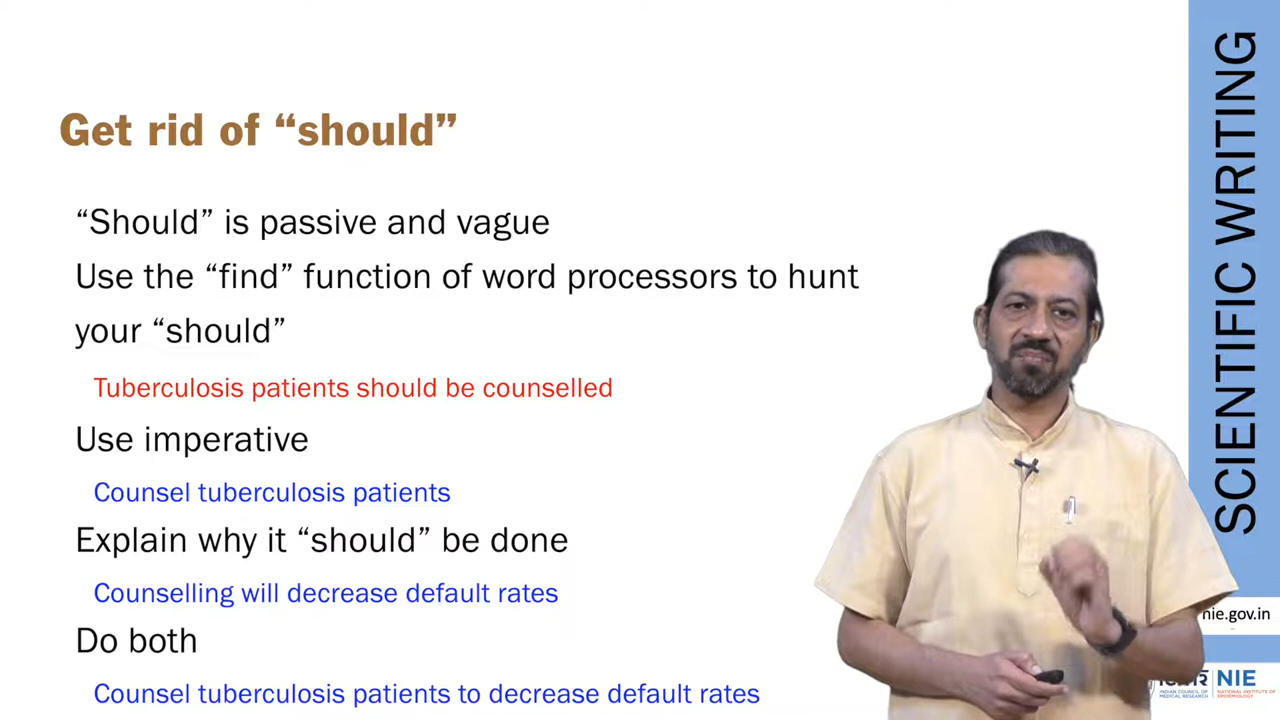 Get rid of “should”
“Should” is passive and vague
Use the “find” function of word processors to hunt
your “should”
Tuberculosis patients should be counselled
Use imperative
Counsel tuberculosis patients
Explain why it “should” be done
Counselling will decrease default rates
Do both
Counsel tuberculosis patients to decrease default rates
SCIENTIFIC WRITING
nie.gov.in
NIE
INDIAN COUNCIL OF
MEDICAL RESEARCH
NATIONAL INSTITUTE OF
EPIDEMIOLOGY